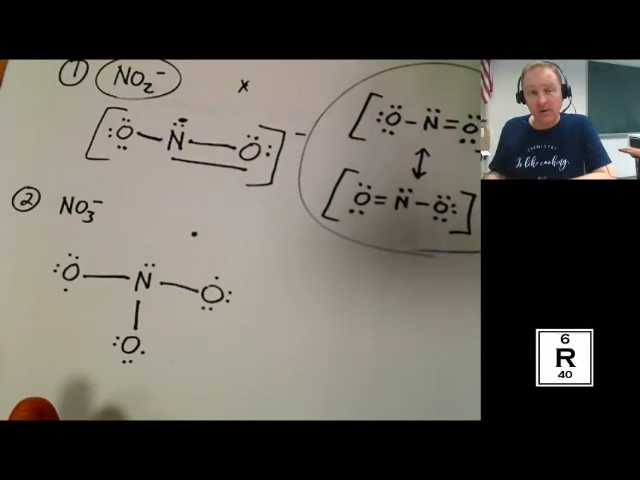 ① NO₂⁻ x
[:Ö–N̈=Ö:]⁻
[:Ö–N̈=Ö
[Ö=N̈–Ö:]
② NO₃⁻
:Ö–N̈–Ȯ:
:O.
CHEMISTRY
Is like cooking.
6
R
40